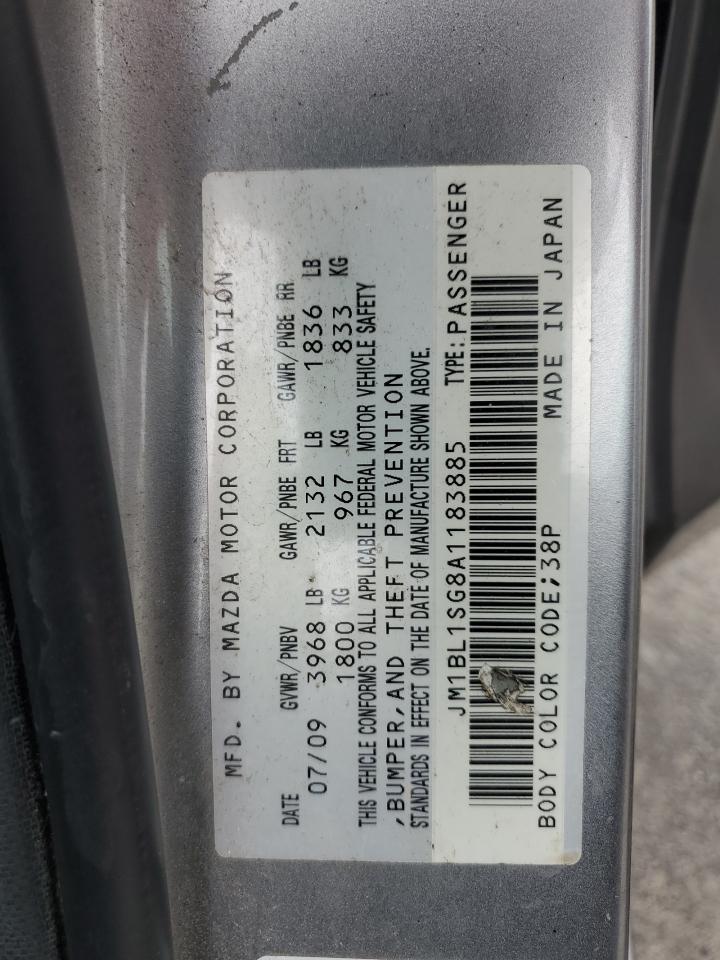 MFD. BY MAZDA MOTOR CORPORATION
DATE GVWR/PNBV GAWR/PNBE FRT GAWR/PNBE RR
07/09 3968 LB 2132 LB 1836 LB
1800 KG 967 KG 833 KG
THIS VEHICLE CONFORMS TO ALL APPLICABLE FEDERAL MOTOR VEHICLE SAFETY
,BUMPER,AND THEFT PREVENTION
STANDARDS IN EFFECT ON THE DATE OF MANUFACTURE SHOWN ABOVE.
JM1BL1SG8A1183885 TYPE:PASSENGER
BODY COLOR CODE;38P MADE IN JAPAN